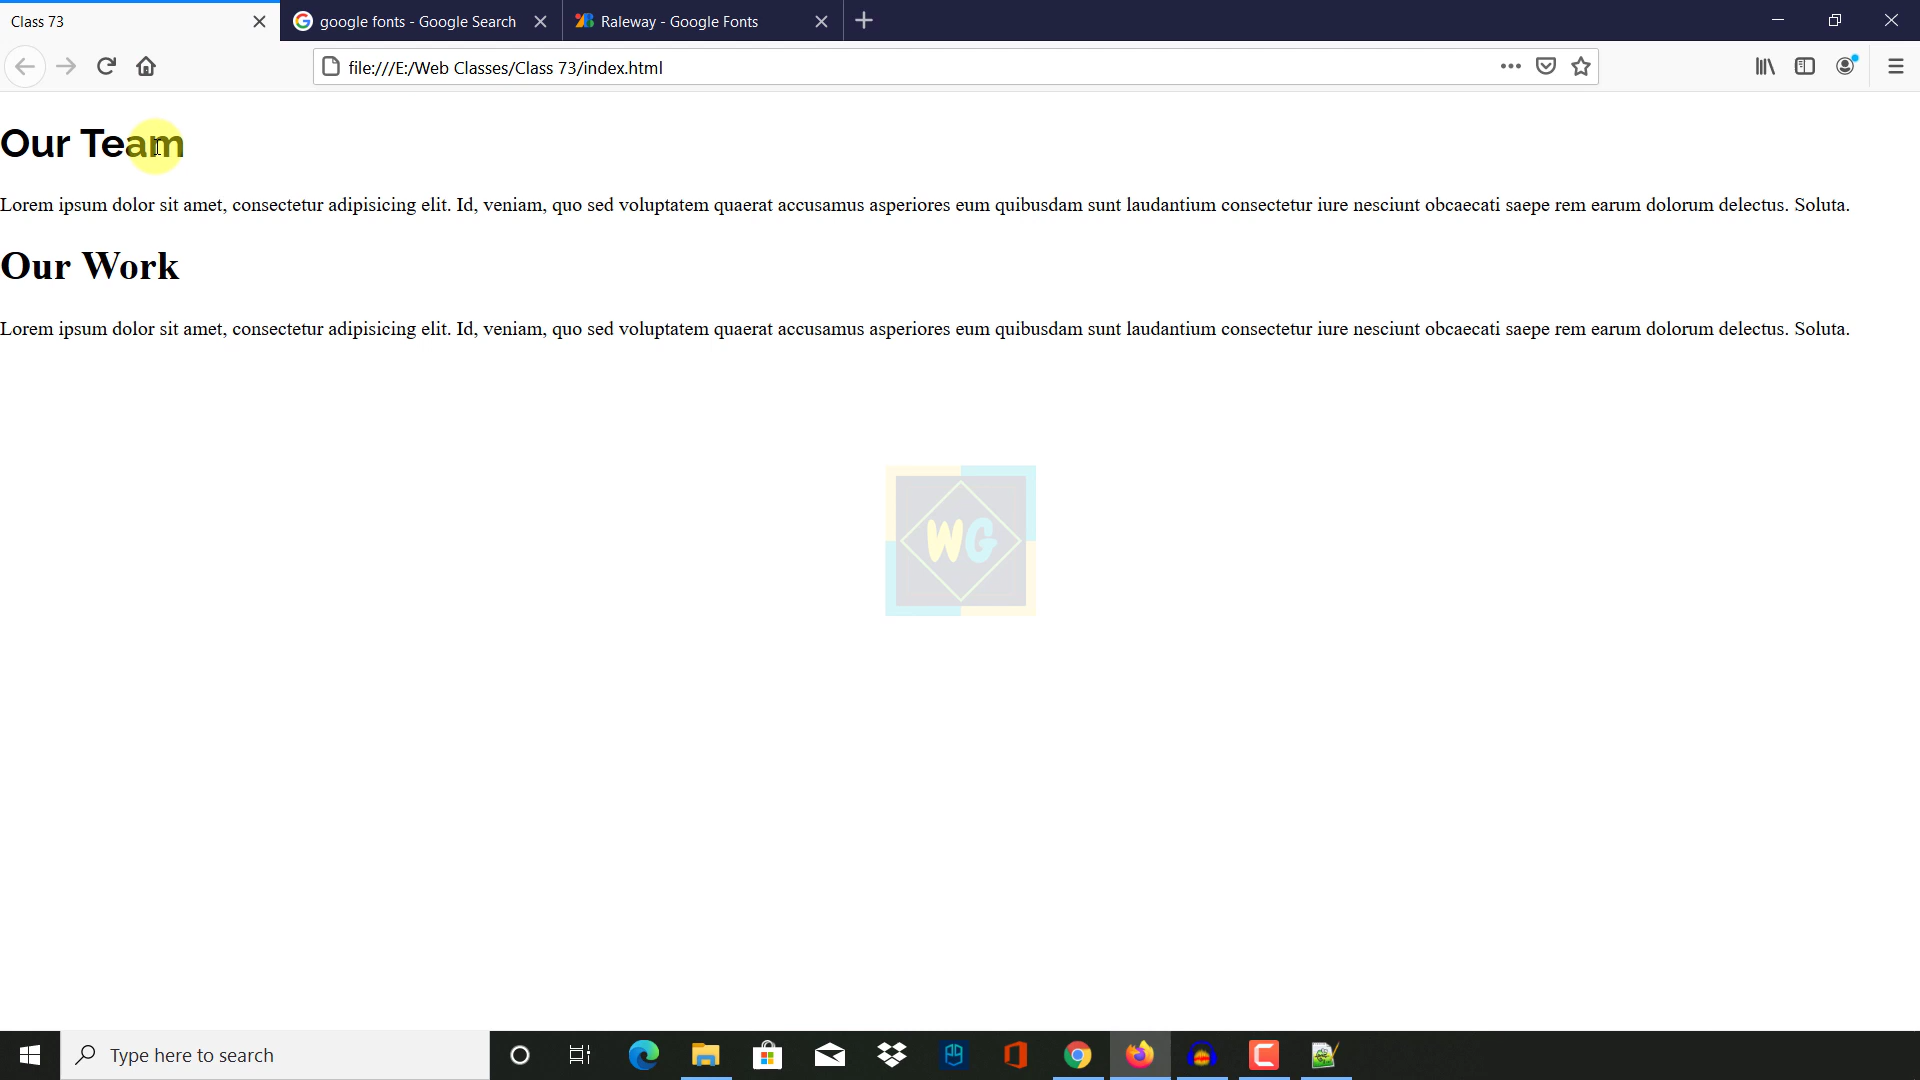 Class 73
google fonts - Google Search
Raleway - Google Fonts
file:///E:/Web Classes/Class 73/index.html
Our Team
Lorem ipsum dolor sit amet, consectetur adipisicing elit. Id, veniam, quo sed voluptatem quaerat accusamus asperiores eum quibusdam sunt laudantium consectetur iure nesciunt obcaecati saepe rem earum dolorum delectus. Soluta.
Our Work
Lorem ipsum dolor sit amet, consectetur adipisicing elit. Id, veniam, quo sed voluptatem quaerat accusamus asperiores eum quibusdam sunt laudantium consectetur iure nesciunt obcaecati saepe rem earum dolorum delectus. Soluta.
WG
Type here to search